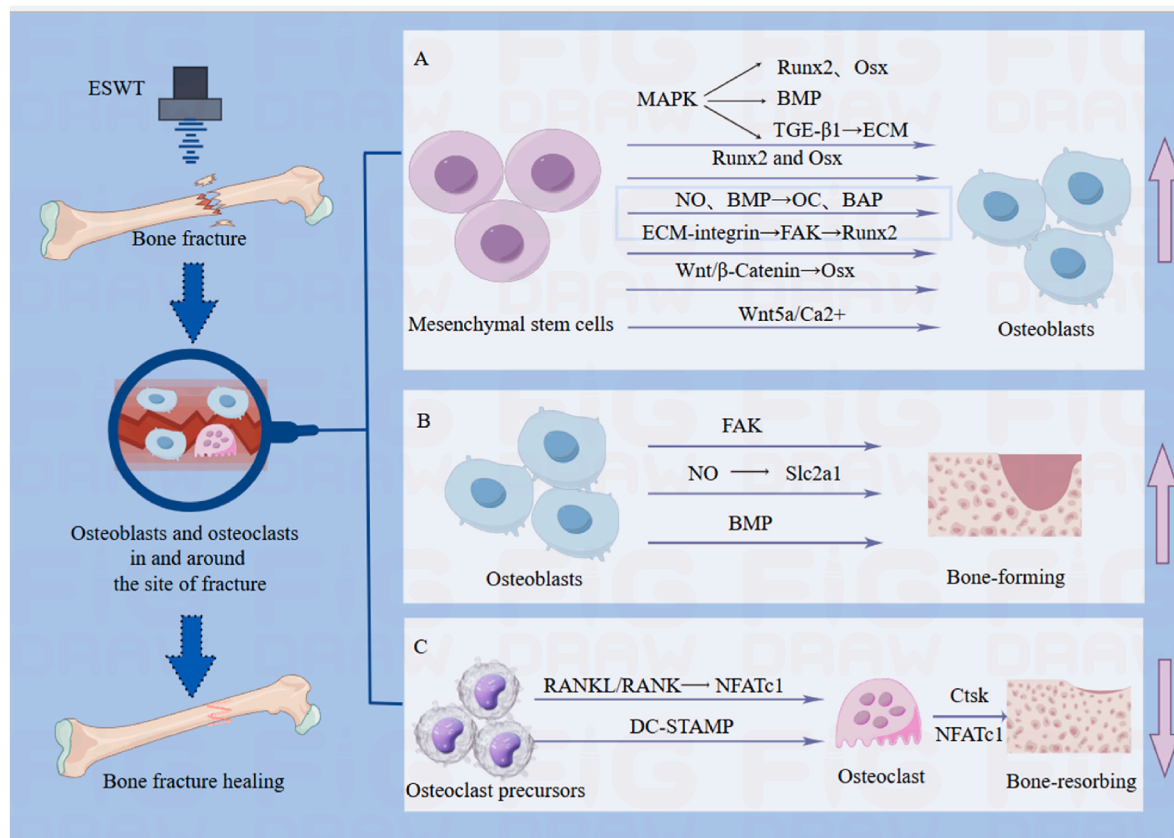 ESWT
Bone fracture
Osteoblasts and osteoclasts
in and around
the site of fracture
Bone fracture healing
A
MAPK
Runx2、Osx
BMP
TGE-β1→ECM
Runx2 and Osx
NO、BMP→OC、BAP
ECM-integrin→FAK→Runx2
Wnt/β-Catenin→Osx
Wnt5a/Ca2+
Mesenchymal stem cells
Osteoblasts
B
FAK
NO → Slc2a1
BMP
Osteoblasts
Bone-forming
C
RANKL/RANK→NFATc1
DC-STAMP
Osteoclast precursors
Osteoclast
Ctsk
NFATc1
Bone-resorbing
FIG DRAW